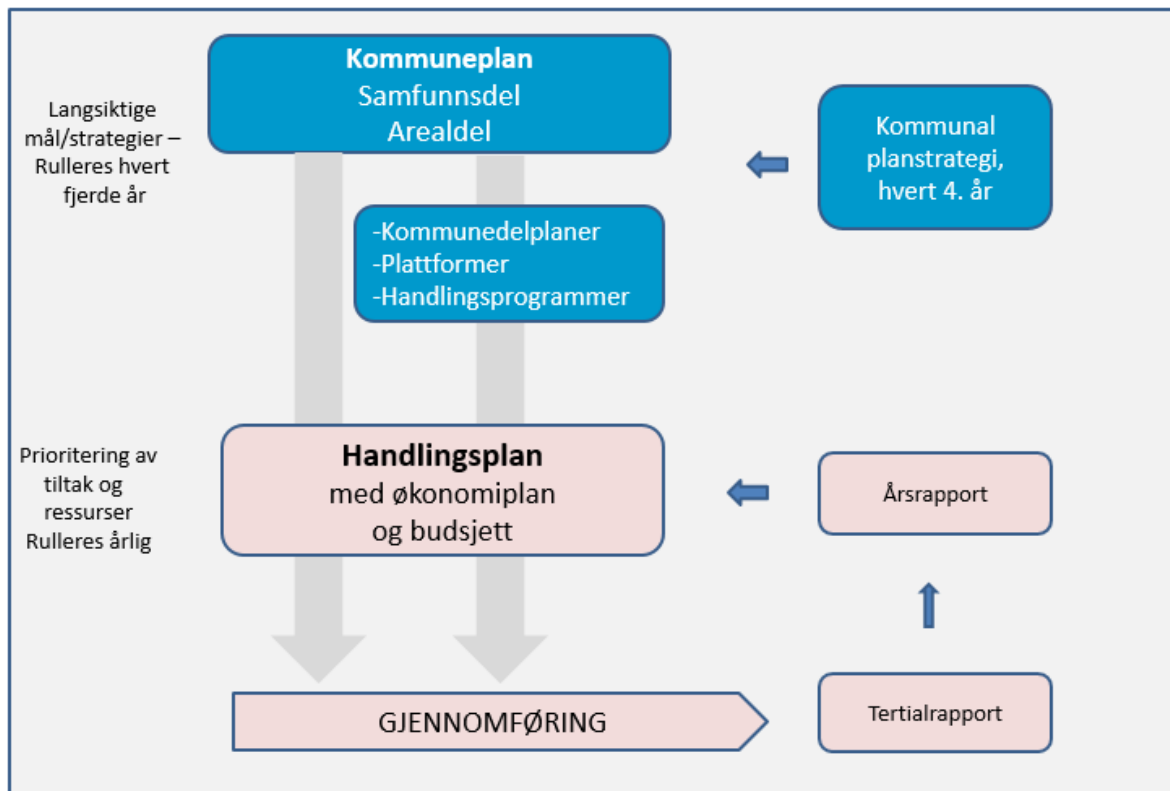 Kommuneplan
Samfunnsdel
Arealdel
Langsiktige
mål/strategier –
Rulleres hvert
fjerde år
Kommunal
planstrategi,
hvert 4. år
-Kommunedelplaner
-Plattformer
-Handlingsprogrammer
Prioritering av
tiltak og
ressurser
Rulleres årlig
Handlingsplan
med økonomiplan
og budsjett
Årsrapport
GJENNOMFØRING
Tertialrapport